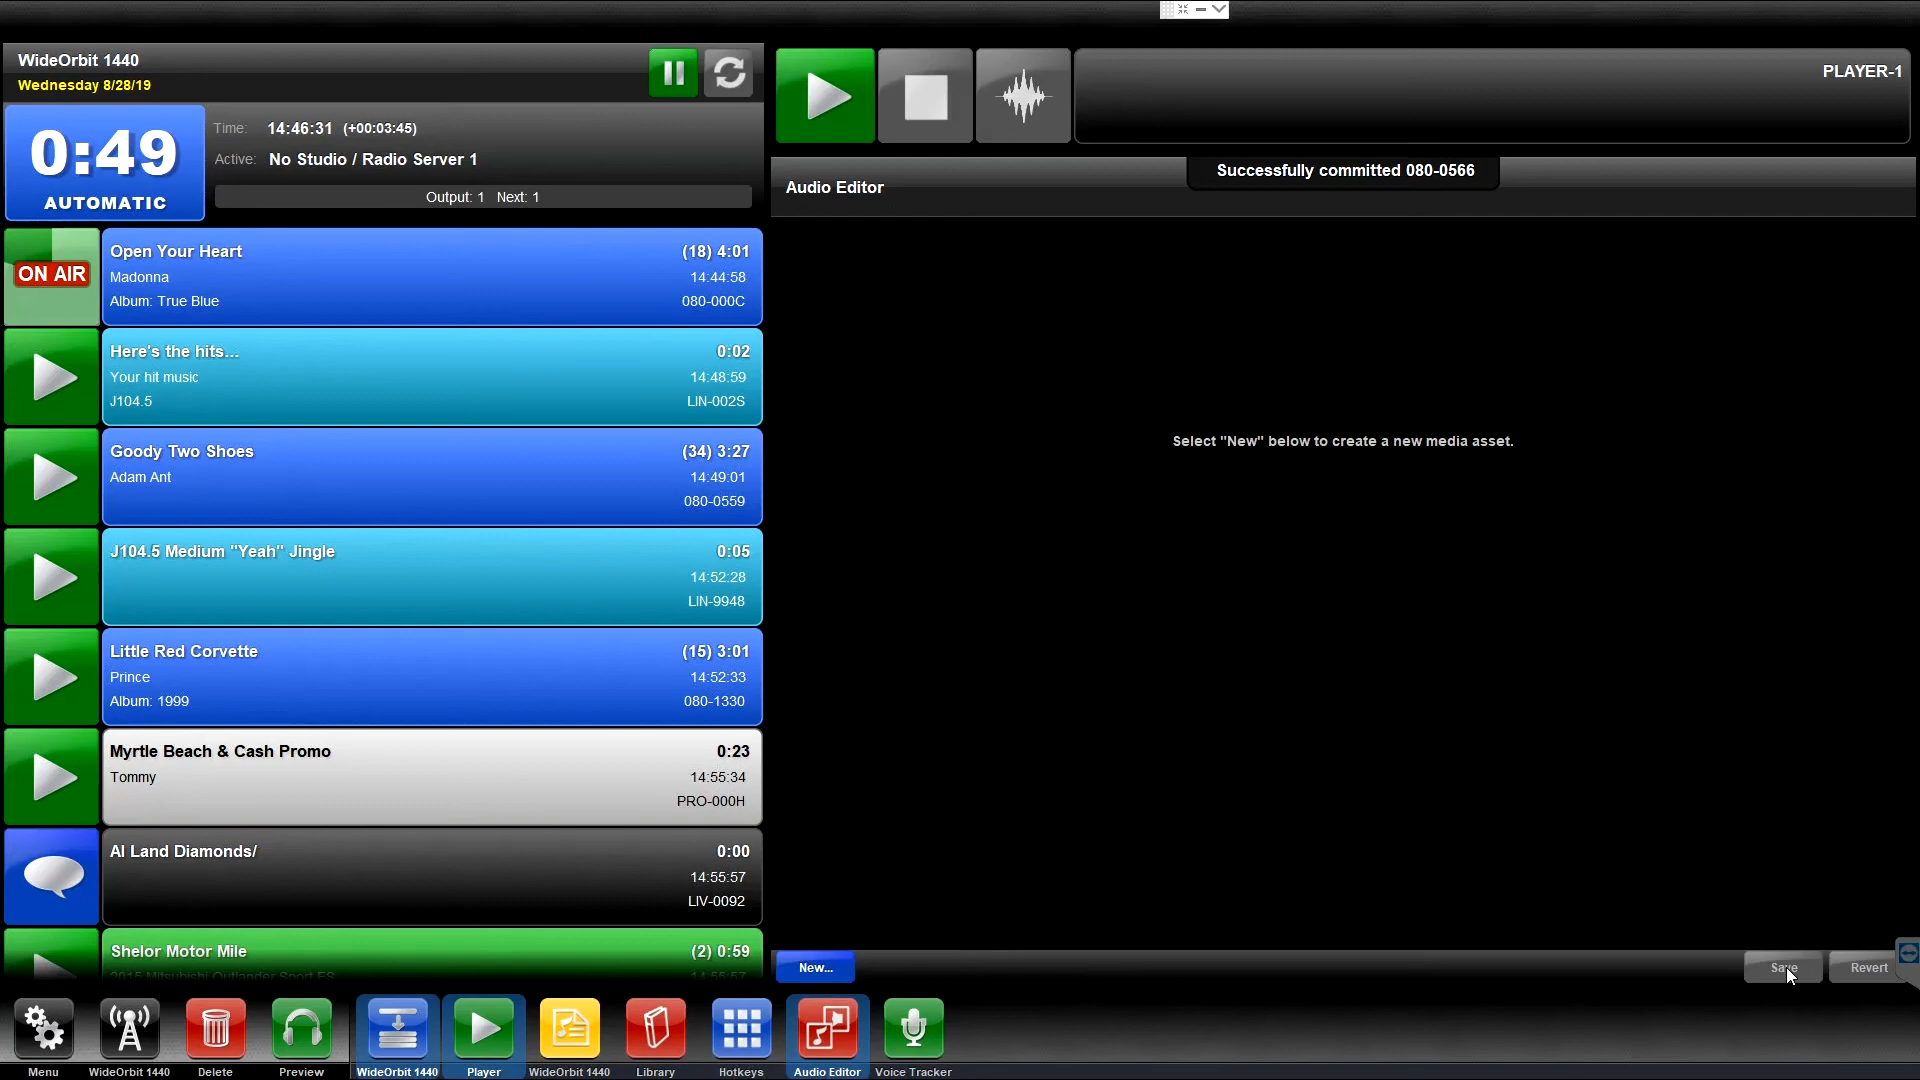 WideOrbit 1440
Wednesday 8/28/19
0:49
AUTOMATIC
Time: 14:46:31 (+00:03:45)
Active: No Studio / Radio Server 1
Output: 1 Next: 1
ON AIR
Open Your Heart (18) 4:01
Madonna 14:44:58
Album: True Blue 080-000C
Here's the hits... 0:02
Your hit music 14:48:59
J104.5 LIN-002S
Goody Two Shoes (34) 3:27
Adam Ant 14:49:01
080-0559
J104.5 Medium "Yeah" Jingle 0:05
14:52:28
LIN-9948
Little Red Corvette (15) 3:01
Prince 14:52:33
Album: 1999 080-1330
Myrtle Beach & Cash Promo 0:23
Tommy 14:55:34
PRO-000H
Al Land Diamonds/ 0:00
14:55:57
LIV-0092
Shelor Motor Mile (2) 0:59
2015 Mitsubishi Outlander Sport ES 14:55:57
PLAYER-1
Successfully committed 080-0566
Audio Editor
Select "New" below to create a new media asset.
New... Save Revert
Menu WideOrbit 1440 Delete Preview WideOrbit 1440 Player WideOrbit 1440 Library Hotkeys Audio Editor Voice Tracker